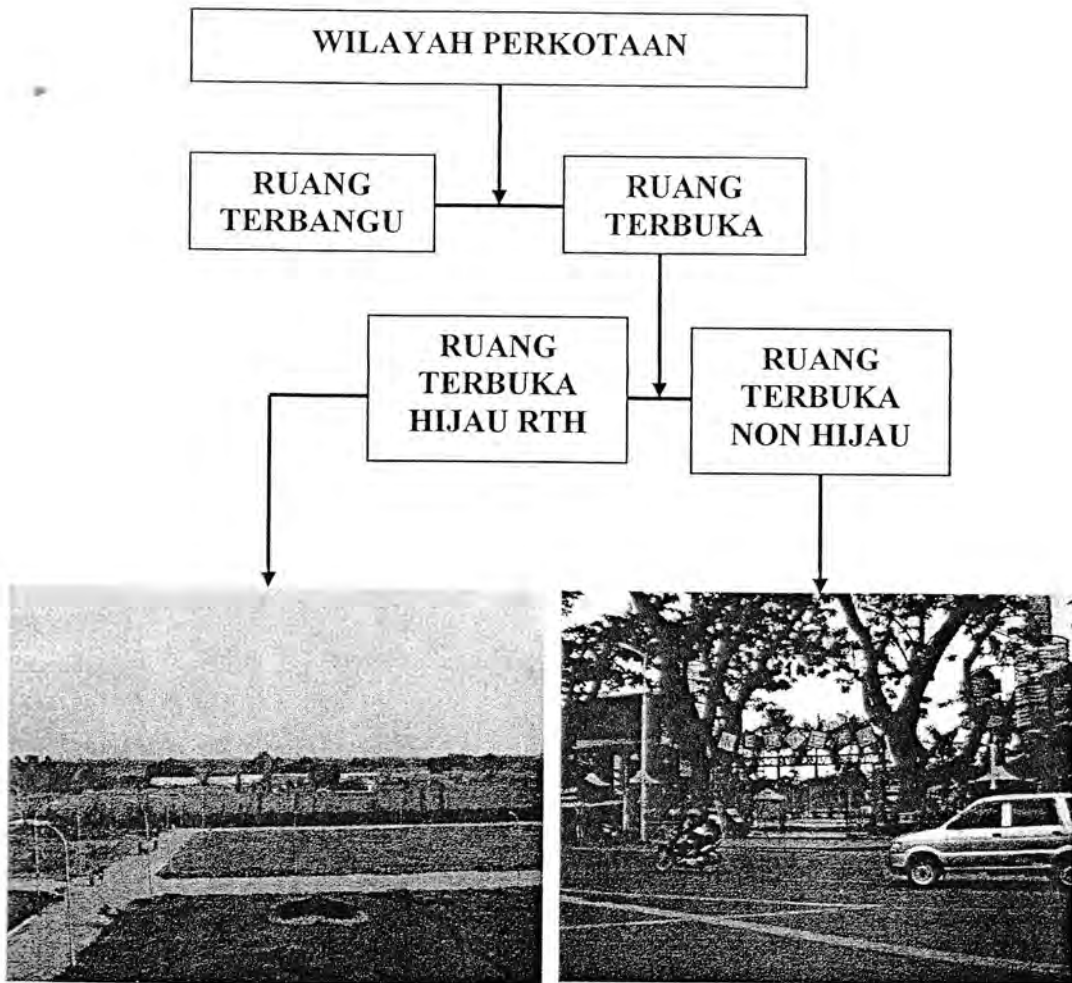 WILAYAH PERKOTAAN
RUANG
TERBANGU
RUANG
TERBUKA
RUANG
TERBUKA
HIJAU RTH
RUANG
TERBUKA
NON HIJAU